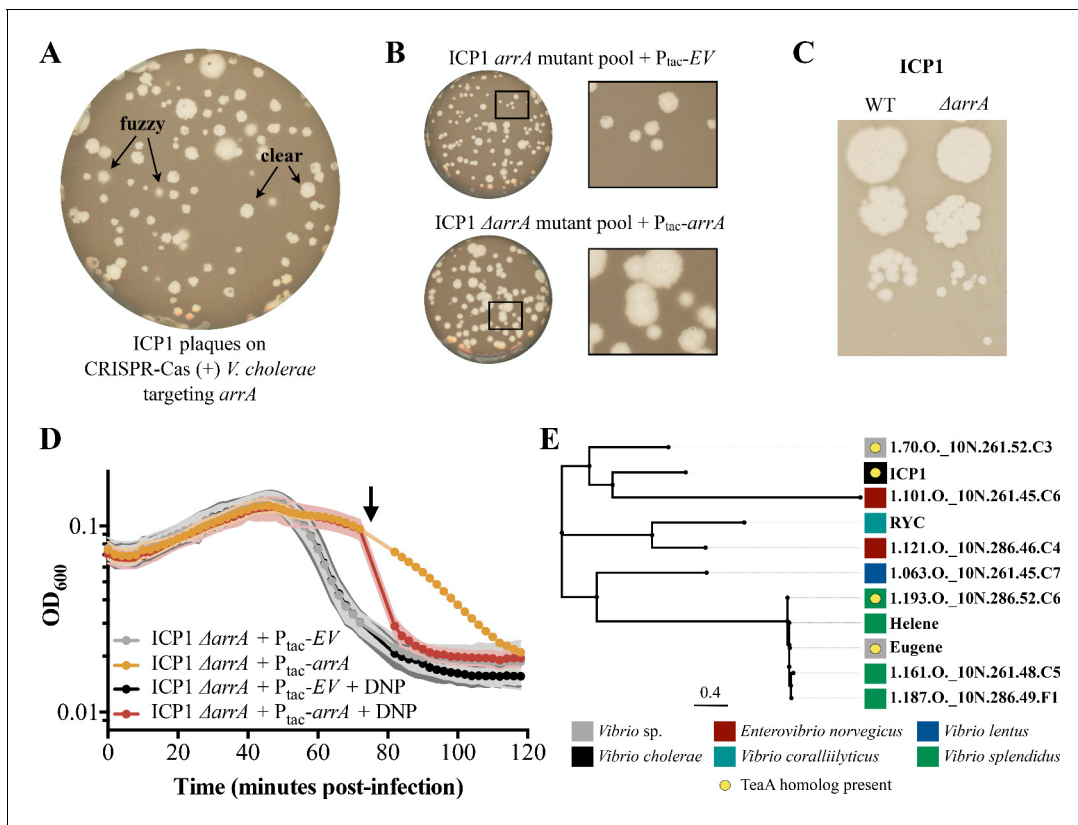 A
fuzzy
clear
ICP1 plaques on
CRISPR-Cas (+) V. cholerae
targeting arrA
B
ICP1 arrA mutant pool + Ptac-EV
ICP1 ΔarrA mutant pool + Ptac-arrA
C
ICP1
WT ΔarrA
D
OD600
0.1
0.01
ICP1 ΔarrA + Ptac-EV
ICP1 ΔarrA + Ptac-arrA
ICP1 ΔarrA + Ptac-EV + DNP
ICP1 ΔarrA + Ptac-arrA + DNP
0 20 40 60 80 100 120
Time (minutes post-infection)
E
1.70.O._10N.261.52.C3
ICP1
1.101.O._10N.261.45.C6
RYC
1.121.O._10N.286.46.C4
1.063.O._10N.261.45.C7
1.193.O._10N.286.52.C6
Helene
Eugene
1.161.O._10N.261.48.C5
1.187.O._10N.286.49.F1
0.4
Vibrio sp.
Enterovibrio norvegicus
Vibrio lentus
Vibrio cholerae
Vibrio coralliilyticus
Vibrio splendidus
TeaA homolog present